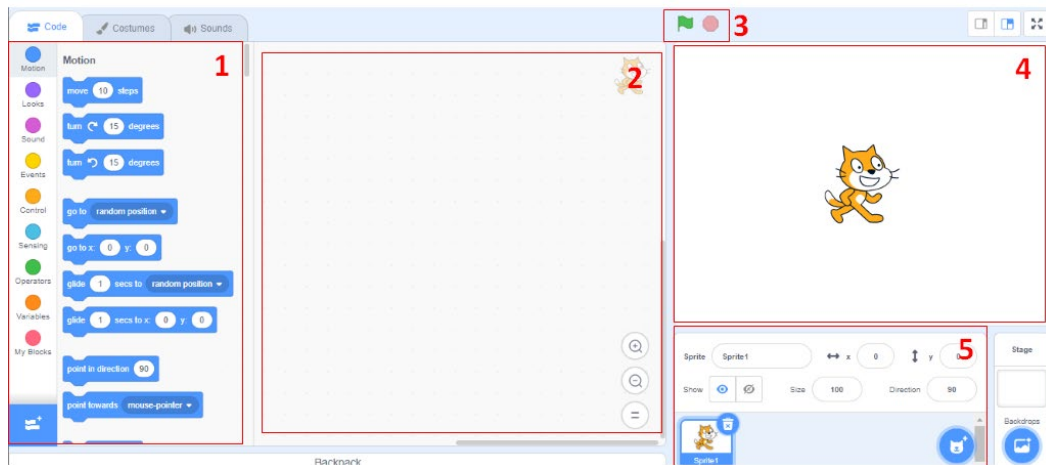 Code Costumes Sounds
3
1
Motion
Looks
Sound
Events
Control
Sensing
Operators
Variables
My Blocks
Motion
move 10 steps
turn 15 degrees
turn 15 degrees
go to random position
go to x: 0 y: 0
glide 1 secs to random position
glide 1 secs to x: 0 y: 0
point in direction 90
point towards mouse-pointer
2
=
Backpack
4
5
Sprite Sprite1 x 0 y 0
Show Size 100 Direction 90
Sprite1
Stage
Backdrops